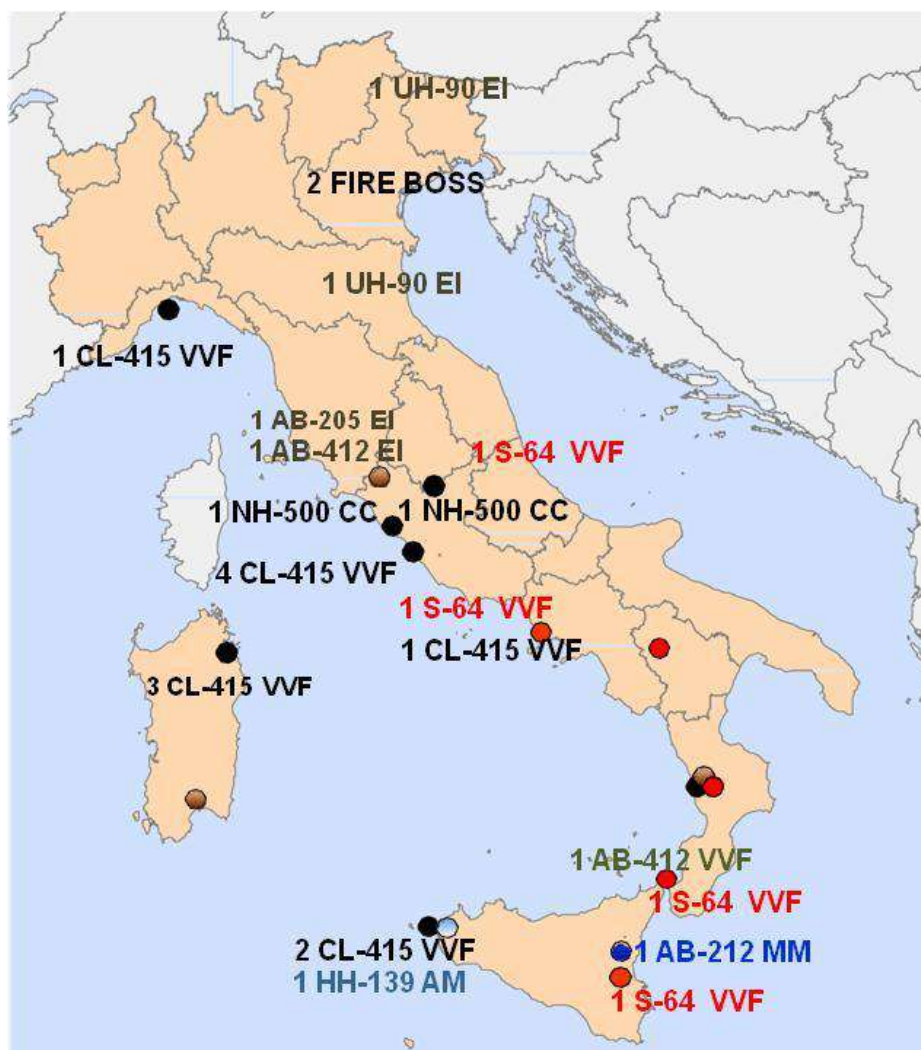 1 UH-90 EI
2 FIRE BOSS
1 UH-90 EI
1 CL-415 VVF
1 AB-205 EI
1 AB-412 EI
1 S-64 VVF
1 NH-500 CC
1 NH-500 CC
4 CL-415 VVF
1 S-64 VVF
1 CL-415 VVF
3 CL-415 VVF
1 AB-412 VVF
1 S-64 VVF
2 CL-415 VVF
1 AB-212 MM
1 HH-139 AM
1 S-64 VVF